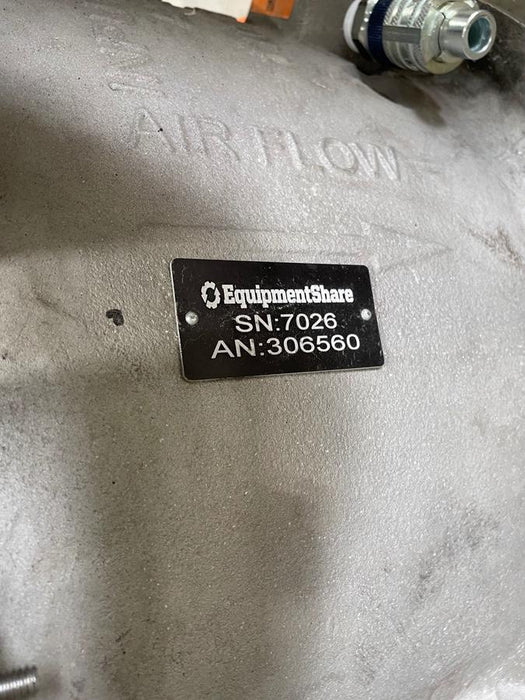 AIR FLOW
EquipmentShare
SN:7026
AN:306560